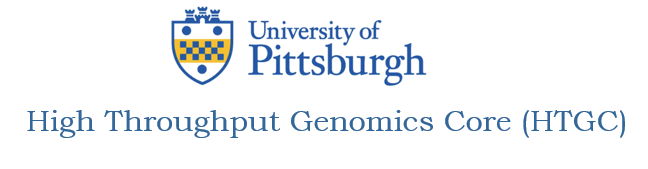 University of
Pittsburgh
High Throughput Genomics Core (HTGC)